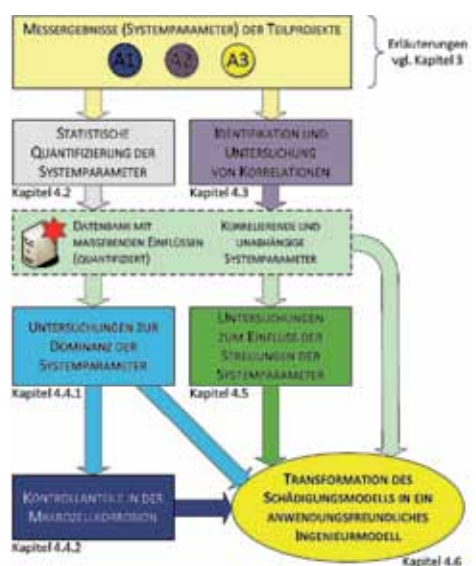 MESSERGEBNISSE (SYSTEMPARAMETER) DER TEILPROJEKTE
A1 A2 A3
Erläuterungen
vgl. Kapitel 3
STATISTISCHE
QUANTIFIZIERUNG DER
SYSTEMPARAMETER
Kapitel 4.2
IDENTIFIKATION UND
UNTERSUCHUNG
VON KORRELATIONEN
Kapitel 4.3
DATENBANK MIT
MAßGEBENDEN EINFLÜSSEN
(QUANTIFIZIERT)
KORRELIERENDE UND
UNABHÄNGIGE
SYSTEMPARAMETER
UNTERSUCHUNGEN ZUR
DOMINANZ DER
SYSTEMPARAMETER
Kapitel 4.4.1
UNTERSUCHUNGEN
ZUM EINFLUSS DER
STREUUNGEN DER
SYSTEMPARAMETER
Kapitel 4.5
KONTROLLANTEILE IN DER
MAKROZELLKORROSION
Kapitel 4.4.2
TRANSFORMATION DES
SCHÄDIGUNGSMODELLS IN EIN
ANWENDUNGSFREUNDLICHES
INGENIEURMODELL
Kapitel 4.6